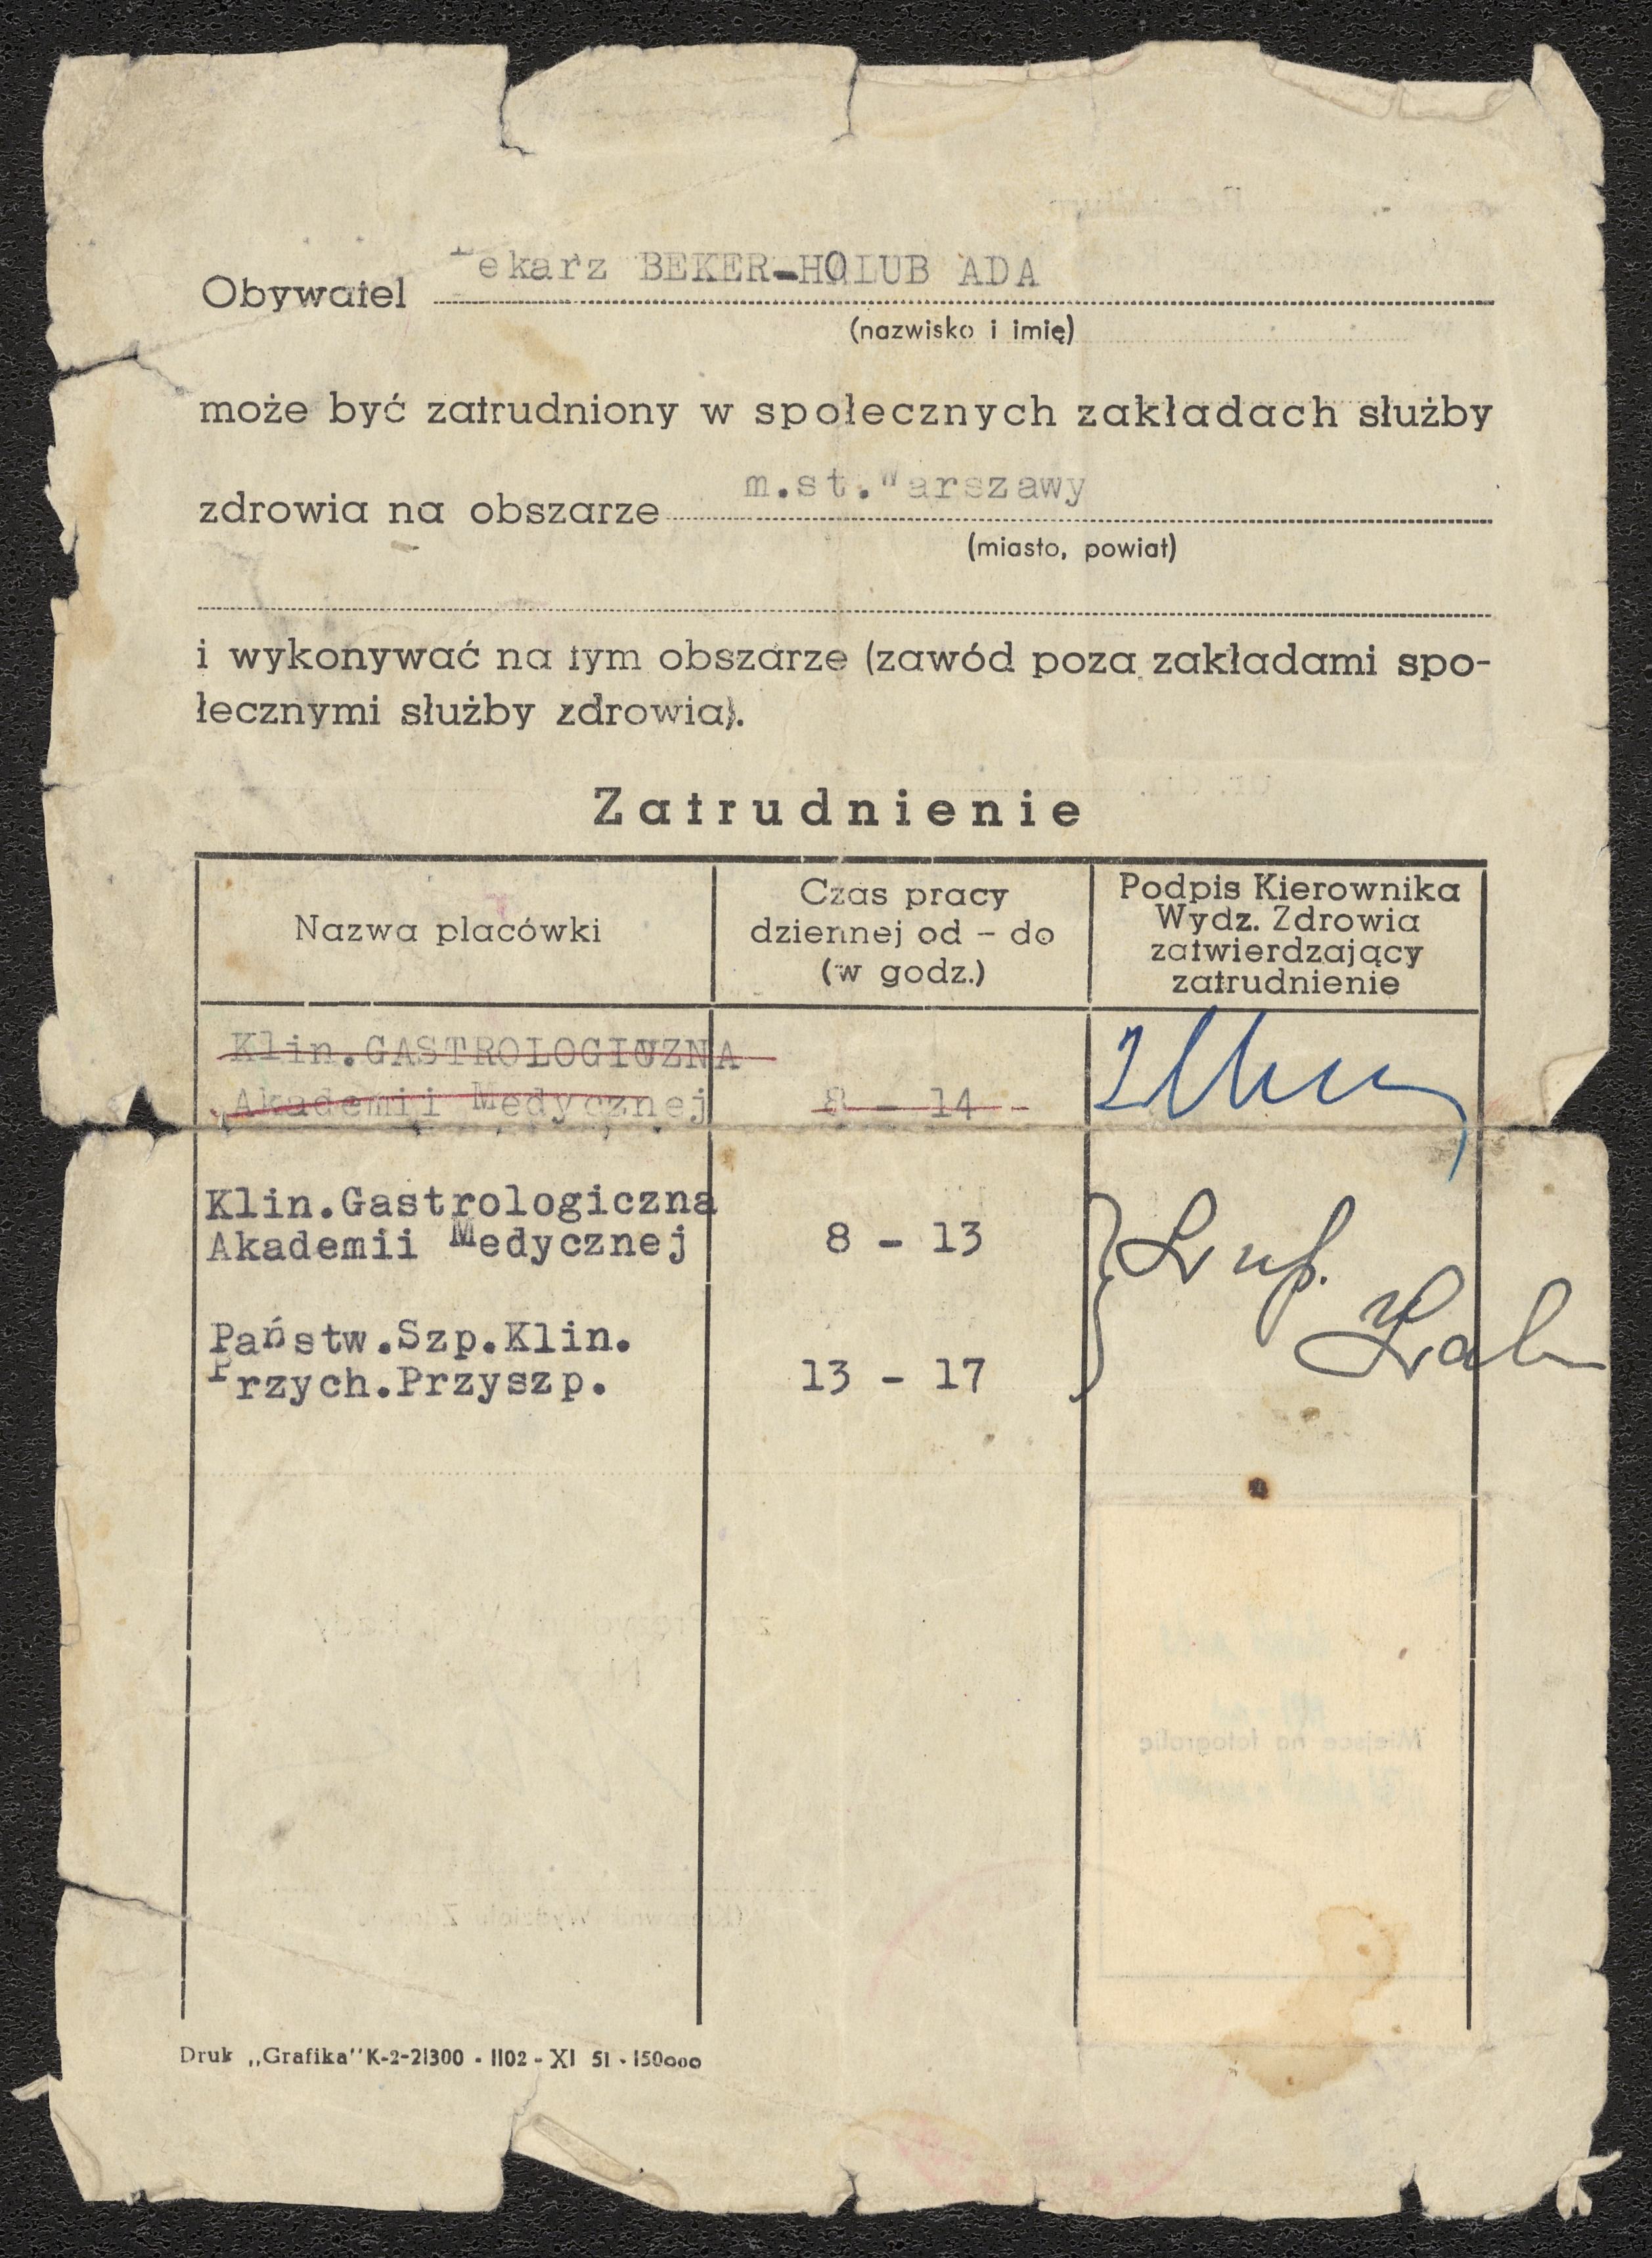 Obywatel Lekarz BEKER-HOLUB ADA
(nazwisko i imię)
może być zatrudniony w społecznych zakładach służby
zdrowia na obszarze m.st.Warszawy
(miasto, powiat)
i wykonywać na tym obszarze (zawód poza zakładami spo-
łecznymi służby zdrowia).
Zatrudnienie
Nazwa placówki
Czas pracy
dziennej od - do
(w godz.)
Podpis Kierownika
Wydz. Zdrowia
zatwierdzający
zatrudnienie
Klin.GASTROLOGICZNA
Akademii Medycznej 8 - 14 -
Klin.Gastrologiczna
Akademii Medycznej 8 - 13
Państw.Szp.Klin.
Przych.Przyszp. 13 - 17
Miejsce na fotografię
Druk „Grafika" K-2-21300 - 1102 - XI 51 - 150000